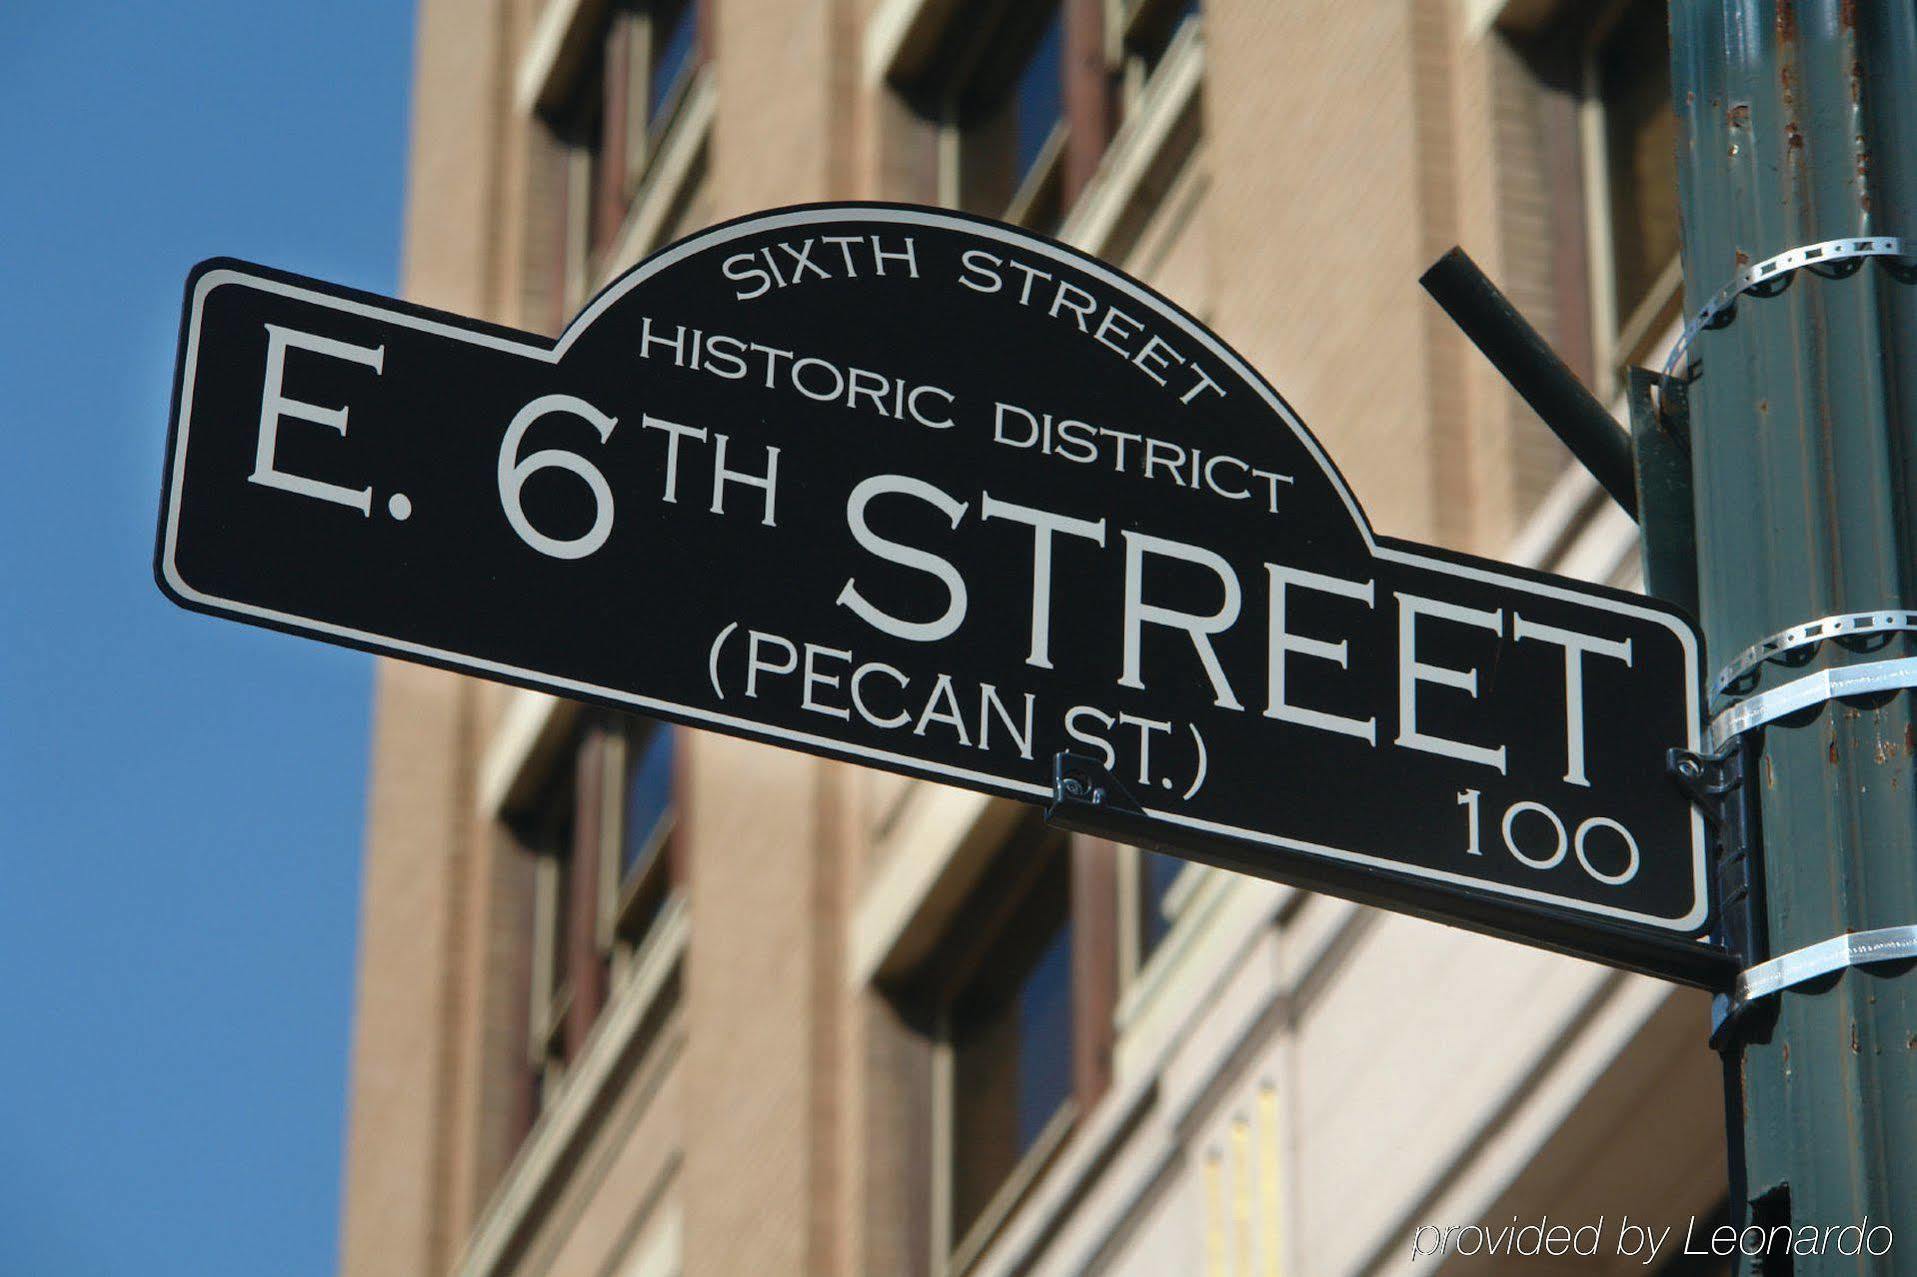 SIXTH STREET
HISTORIC DISTRICT
E. 6TH STREET
(PECAN ST.)
100
provided by Leonardo